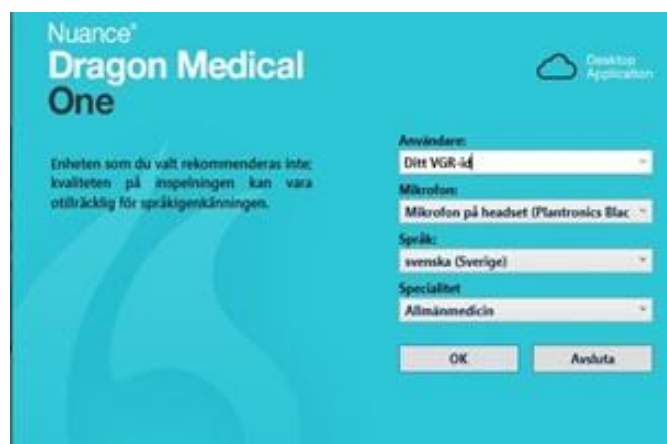 Nuance®
Dragon Medical
One
Desktop
Application
Enheten som du valt rekommenderas inte;
kvaliteten på inspelningen kan vara
otillräcklig för språkigenkänningen.
Användare:
Ditt VGR-id
Mikrofon:
Mikrofon på headset (Plantronics Blac
Språk:
svenska (Sverige)
Specialitet
Allmänmedicin
OK
Avsluta